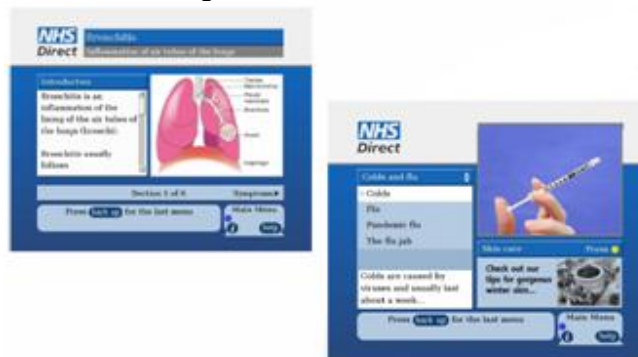 NHS
Direct
Bronchitis
Inflammation of air tubes of the lungs
Introduction
Bronchitis is an
inflammation of the
lining of the air tubes of
the lungs (bronchi).
Bronchitis usually
follows
Section 1 of 6
Symptoms
Press back up for the last menu
Main Menu
i
help
NHS
Direct
Colds and flu
Colds
Flu
Pandemic flu
The flu jab
Colds are caused by
viruses and usually last
about a week...
Skin care
Press
Check out our
tips for gorgeous
winter skin...
Press back up for the last menu
Main Menu
i
help